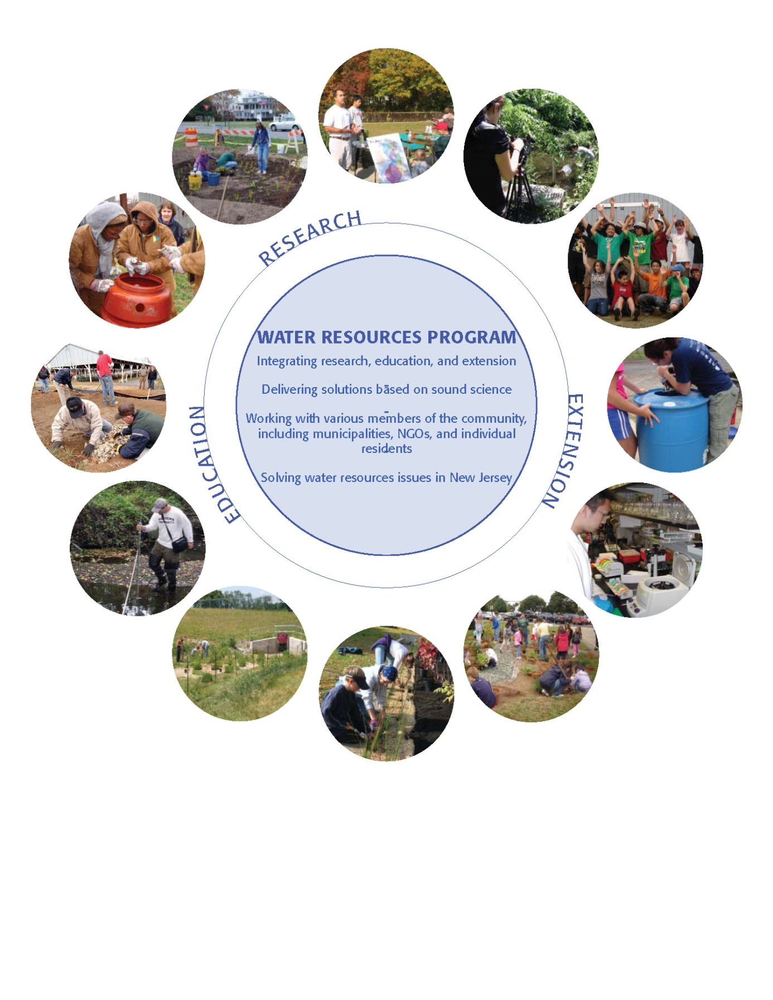 RESEARCH
WATER RESOURCES PROGRAM
Integrating research, education, and extension
-
Delivering solutions based on sound science
-
Working with various members of the community,
including municipalities, NGOs, and individual
residents
-
Solving water resources issues in New Jersey
EDUCATION
EXTENSION